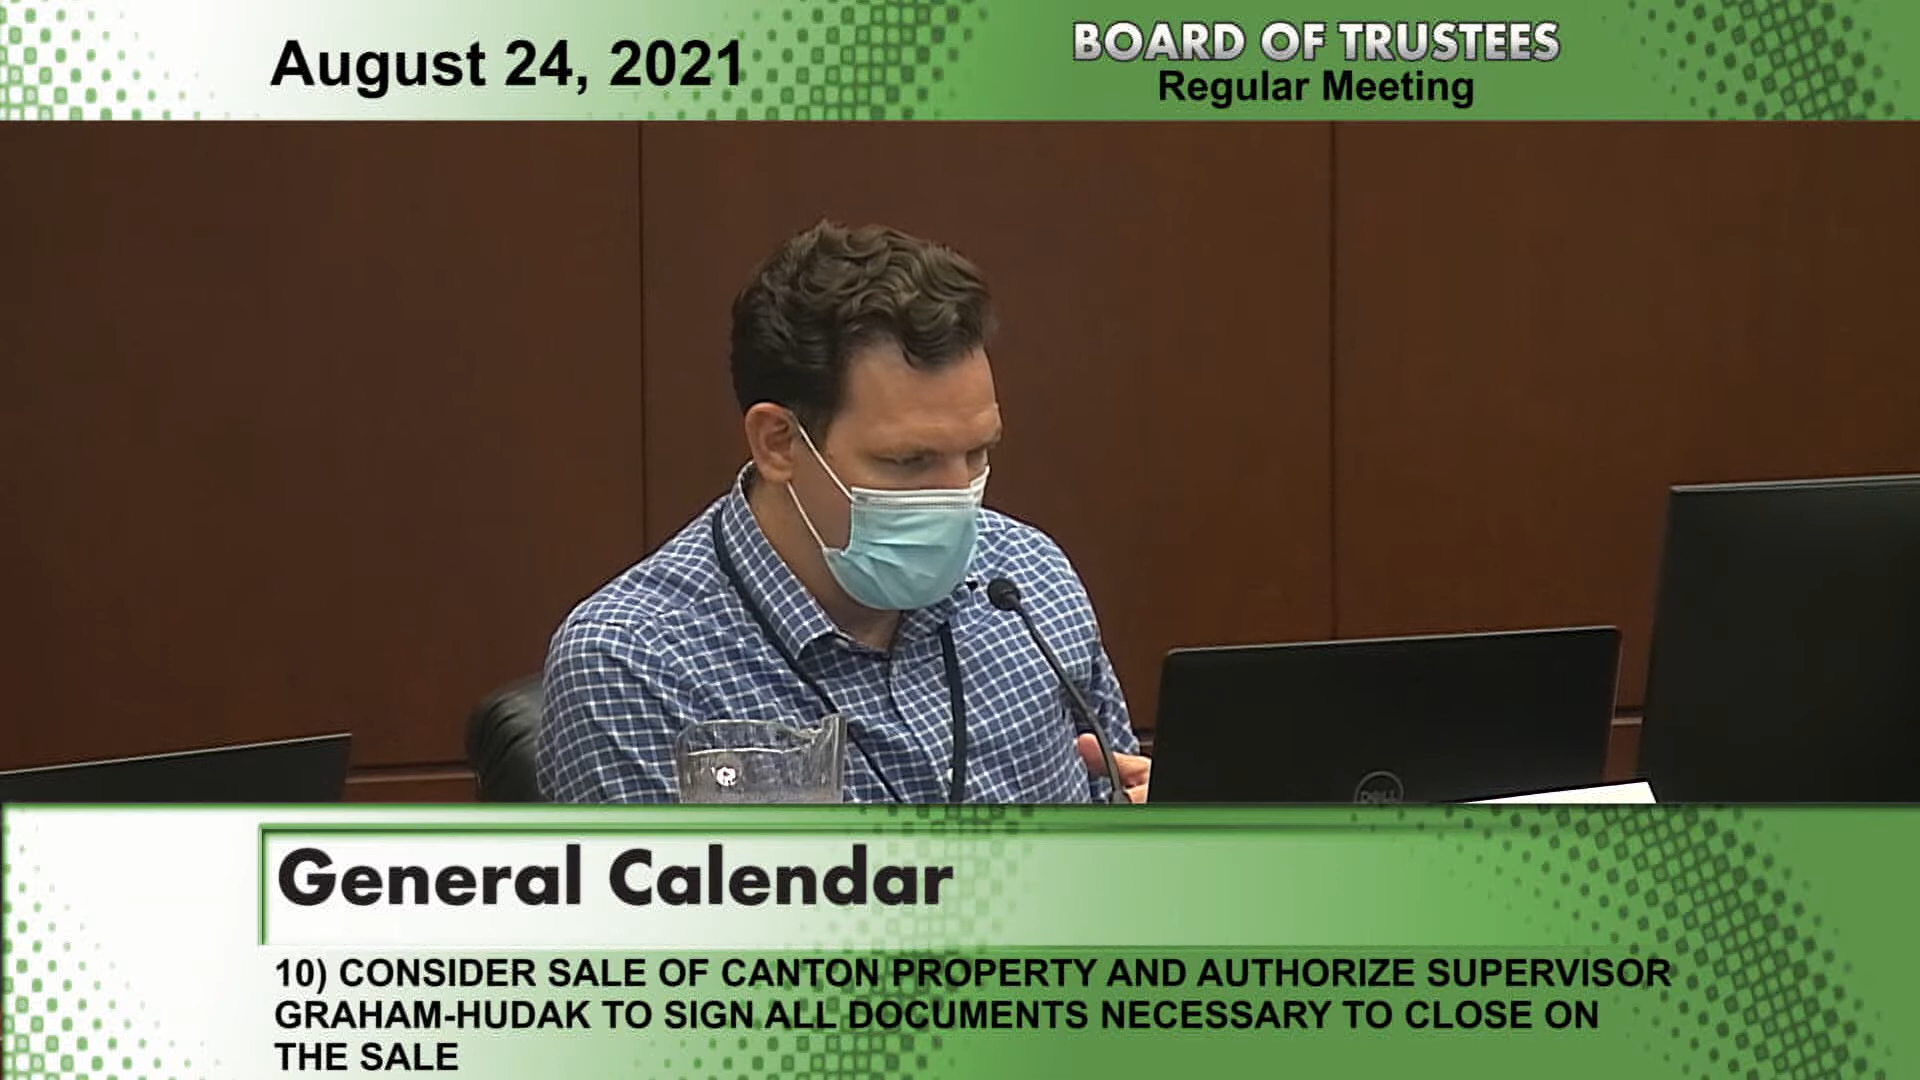 August 24, 2021
BOARD OF TRUSTEES
Regular Meeting
DELL
General Calendar
10) CONSIDER SALE OF CANTON PROPERTY AND AUTHORIZE SUPERVISOR
GRAHAM-HUDAK TO SIGN ALL DOCUMENTS NECESSARY TO CLOSE ON
THE SALE